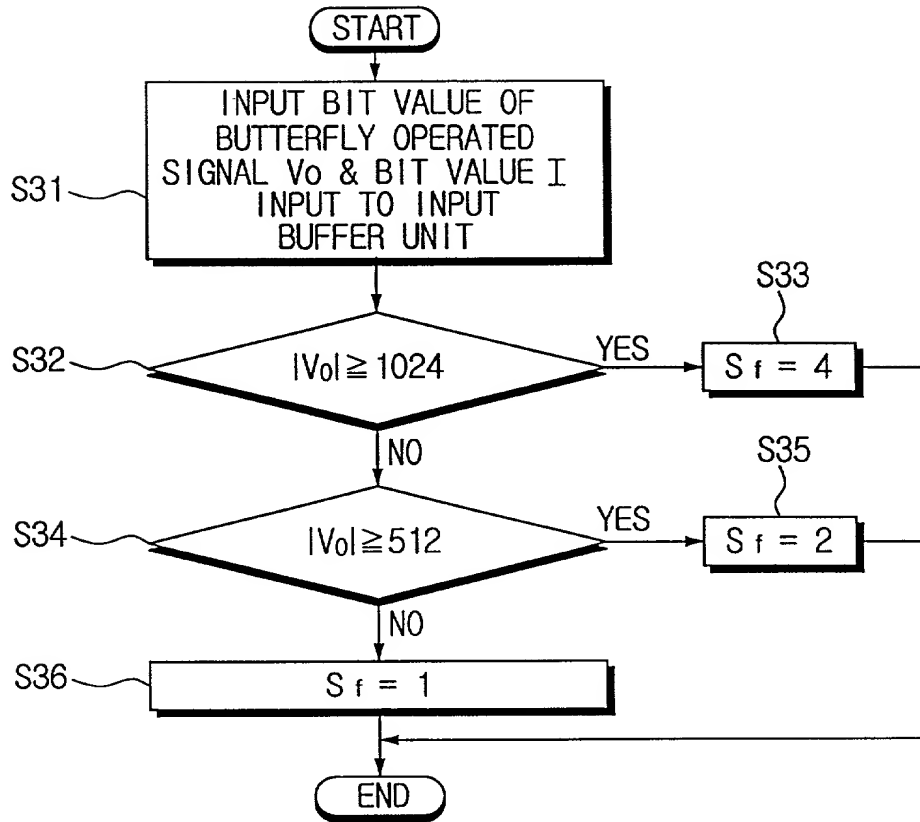 START
INPUT BIT VALUE OF
BUTTERFLY OPERATED
SIGNAL Vo & BIT VALUE I
INPUT TO INPUT
BUFFER UNIT
S31
S32
|Vo| ≧ 1024
YES
S33
Sf = 4
NO
S34
|Vo| ≧ 512
YES
S35
Sf = 2
NO
S36
Sf = 1
END